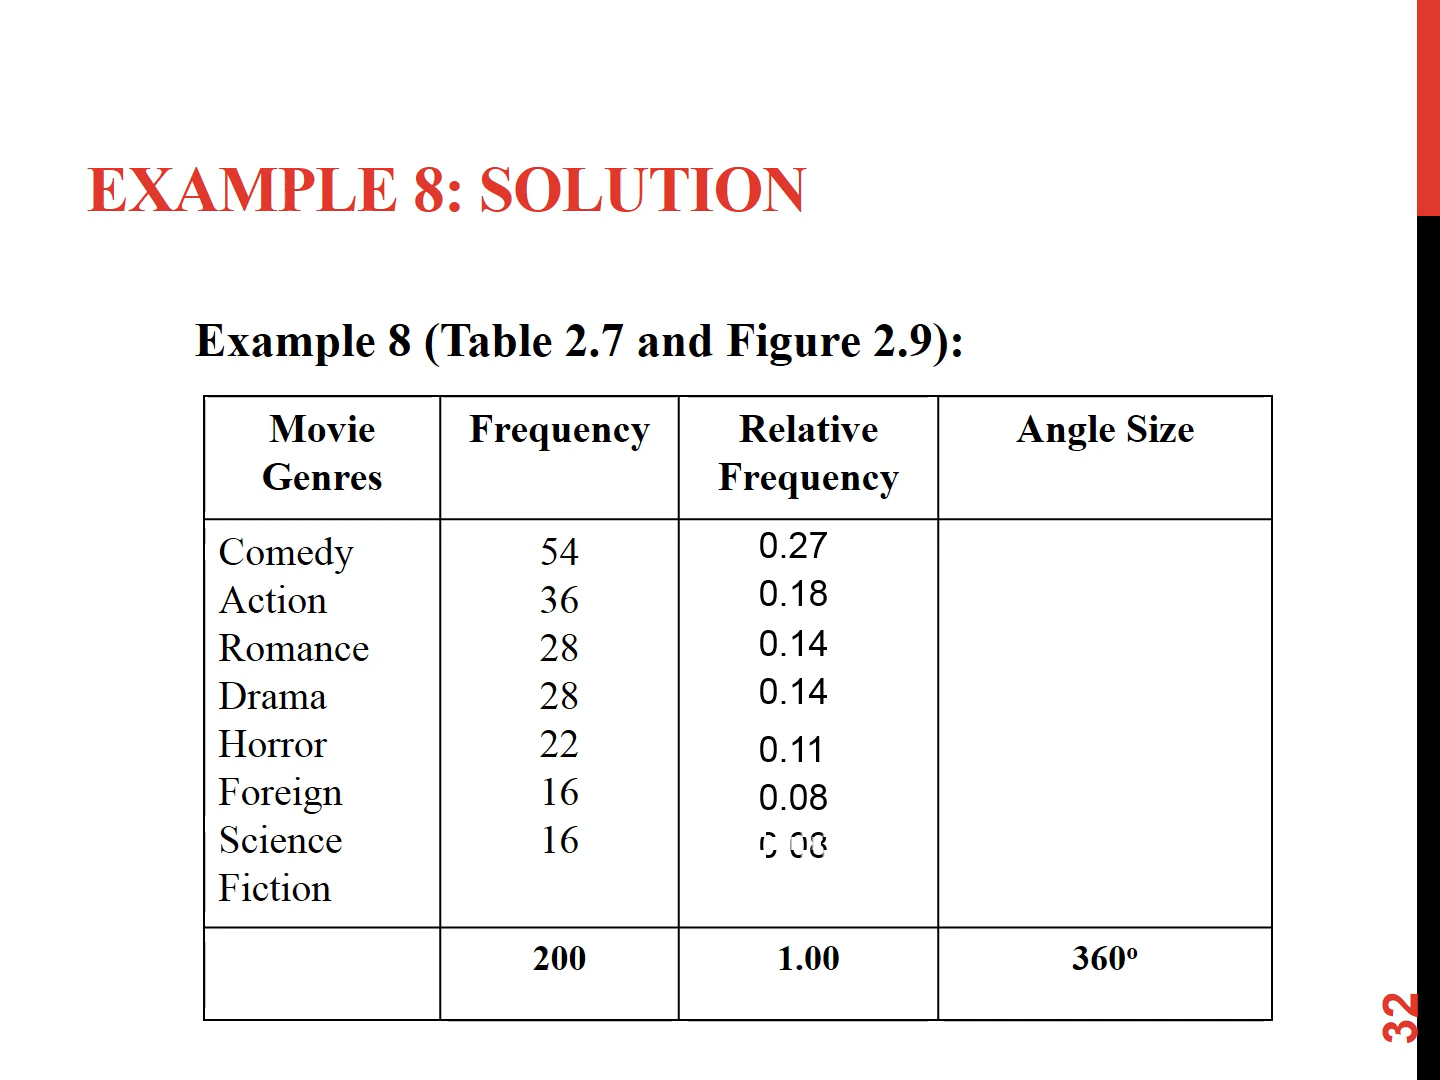 EXAMPLE 8: SOLUTION
Example 8 (Table 2.7 and Figure 2.9):
Movie Genres Frequency Relative Frequency Angle Size
Comedy 54 0.27
Action 36 0.18
Romance 28 0.14
Drama 28 0.14
Horror 22 0.11
Foreign 16 0.08
Science 16 0.08
Fiction
200 1.00 360º
32